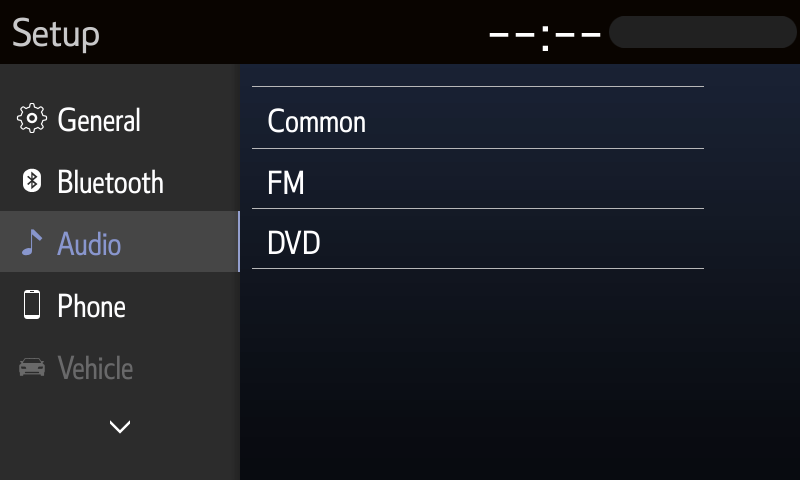 Setup
--:--
General
Bluetooth
Audio
Phone
Vehicle
Common
FM
DVD